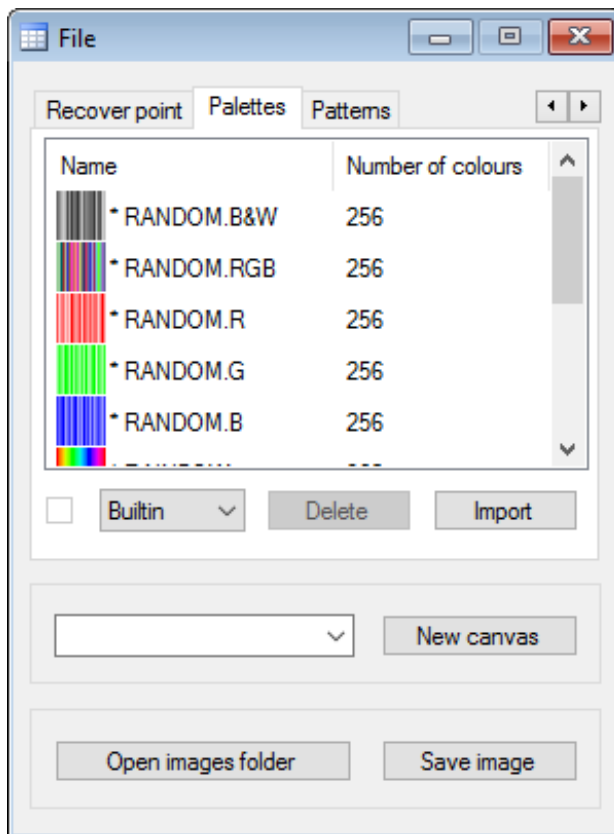 File
Recover point Palettes Patterns
Name Number of colours
* RANDOM.B&W 256
* RANDOM.RGB 256
* RANDOM.R 256
* RANDOM.G 256
* RANDOM.B 256
Builtin Delete Import
New canvas
Open images folder Save image